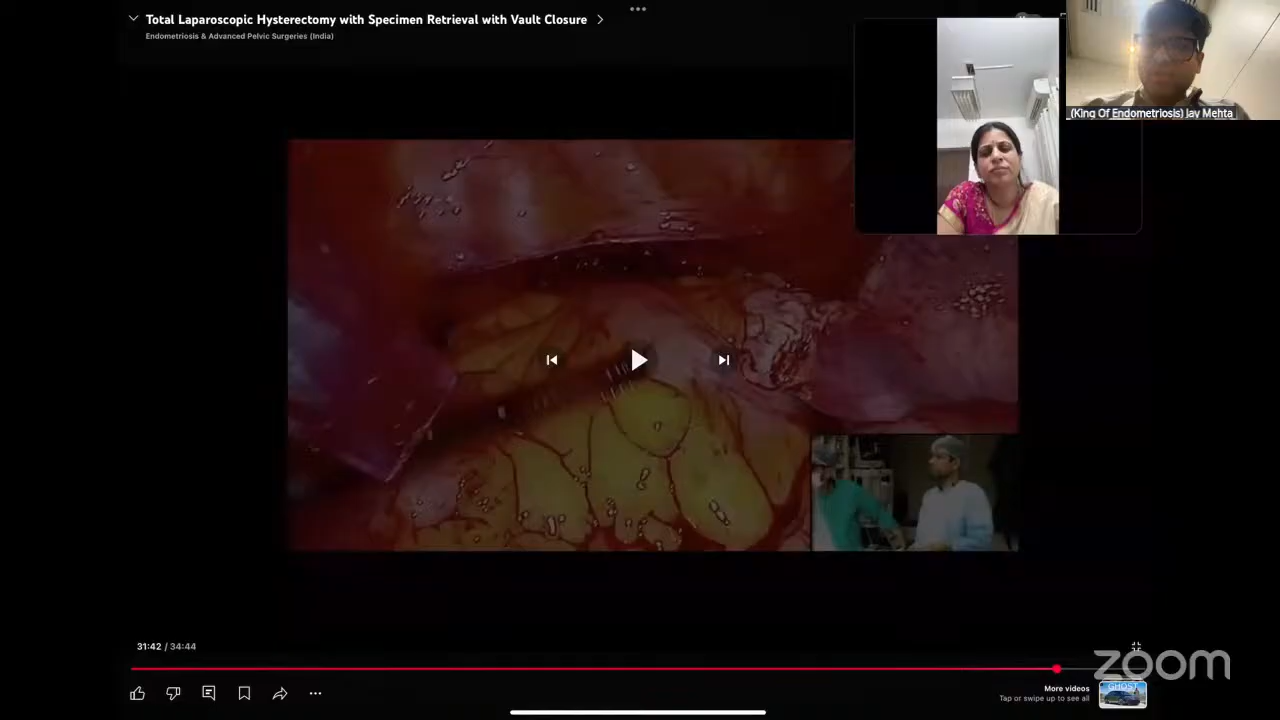 Total Laparoscopic Hysterectomy with Specimen Retrieval with Vault Closure
Endometriosis & Advanced Pelvic Surgeries (India)
(King Of Endometriosis) Jay Mehta
31:42 / 34:44
zoom
More videos
Tap or swipe up to see all
GHOST